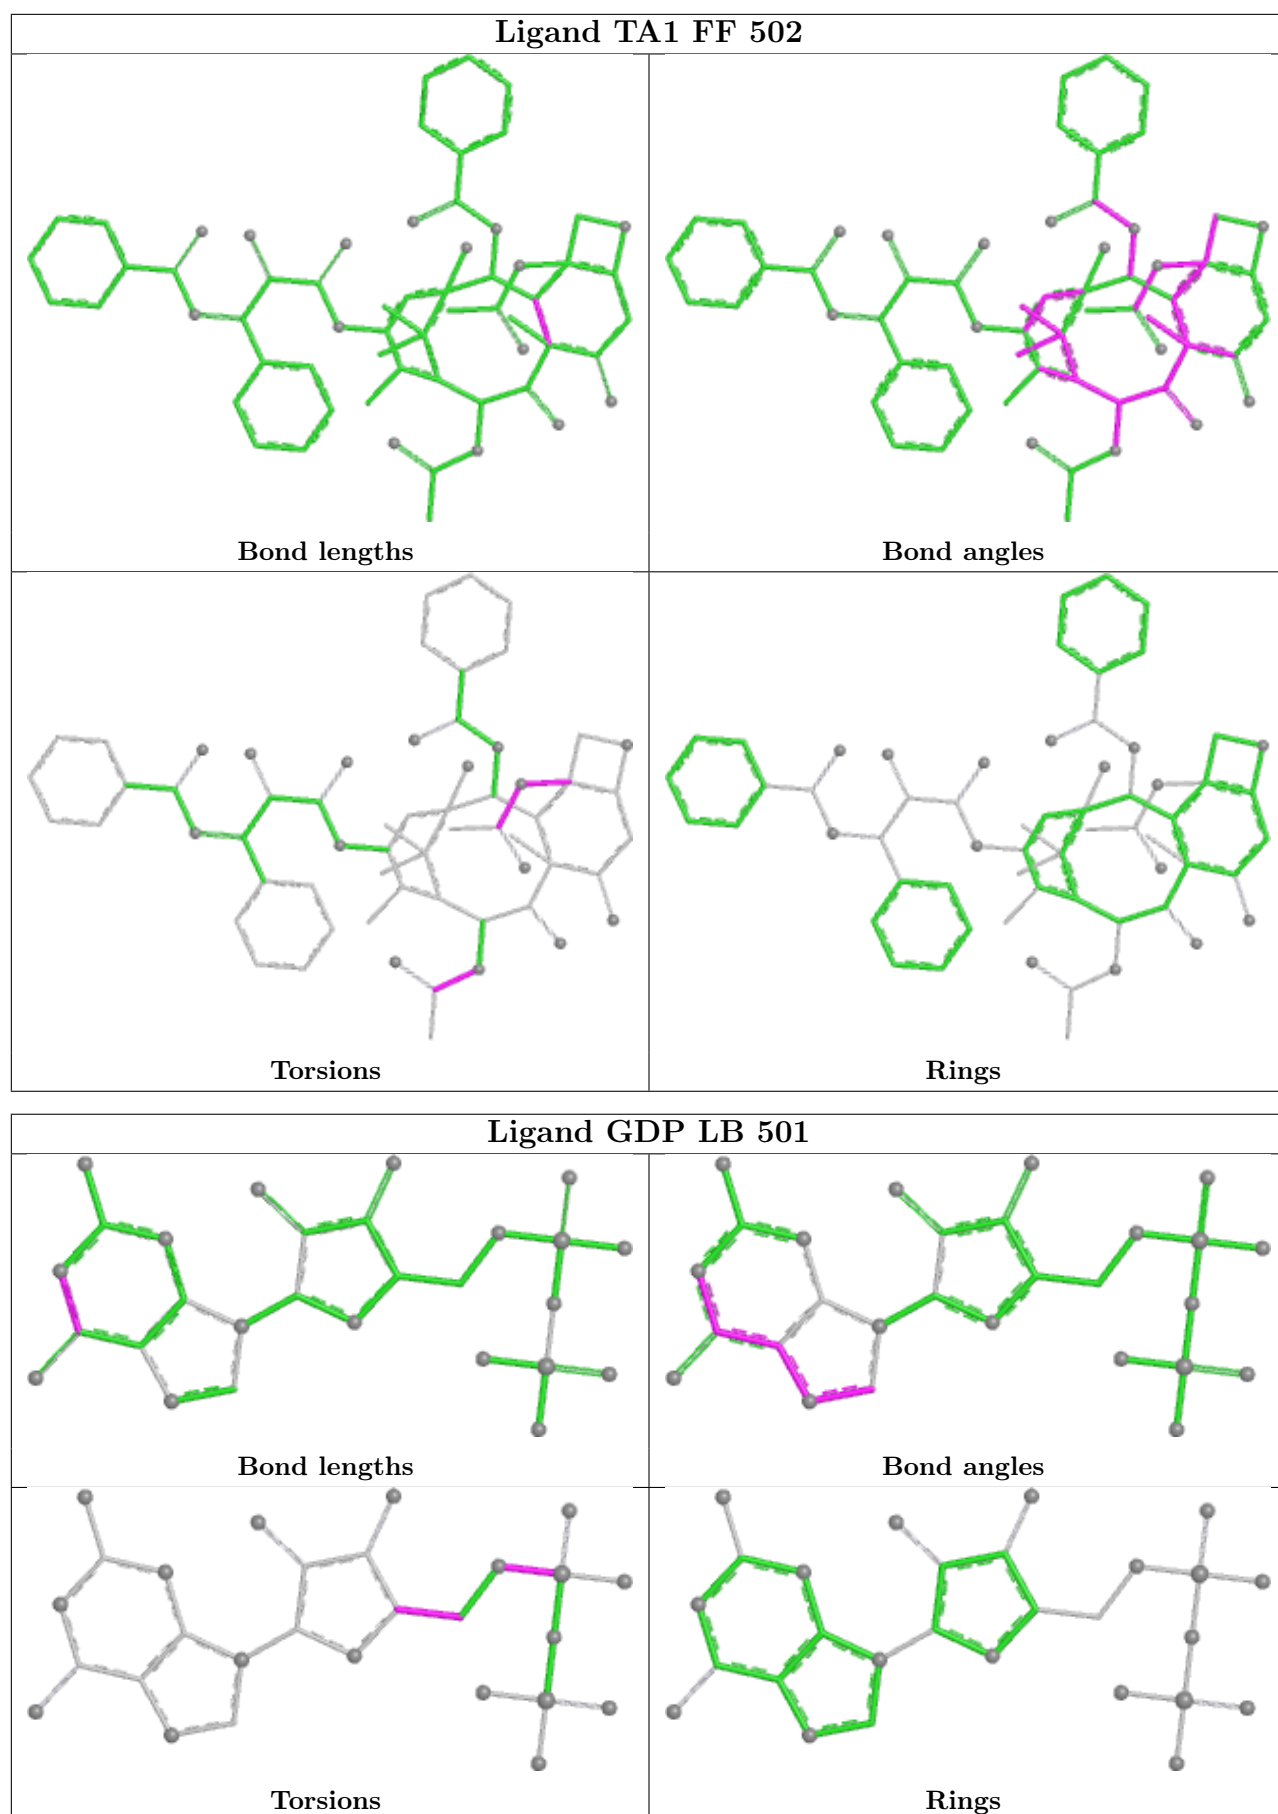 Ligand TA1 FF 502
Bond lengths
Bond angles
Torsions
Rings
Ligand GDP LB 501
Bond lengths
Bond angles
Torsions
Rings